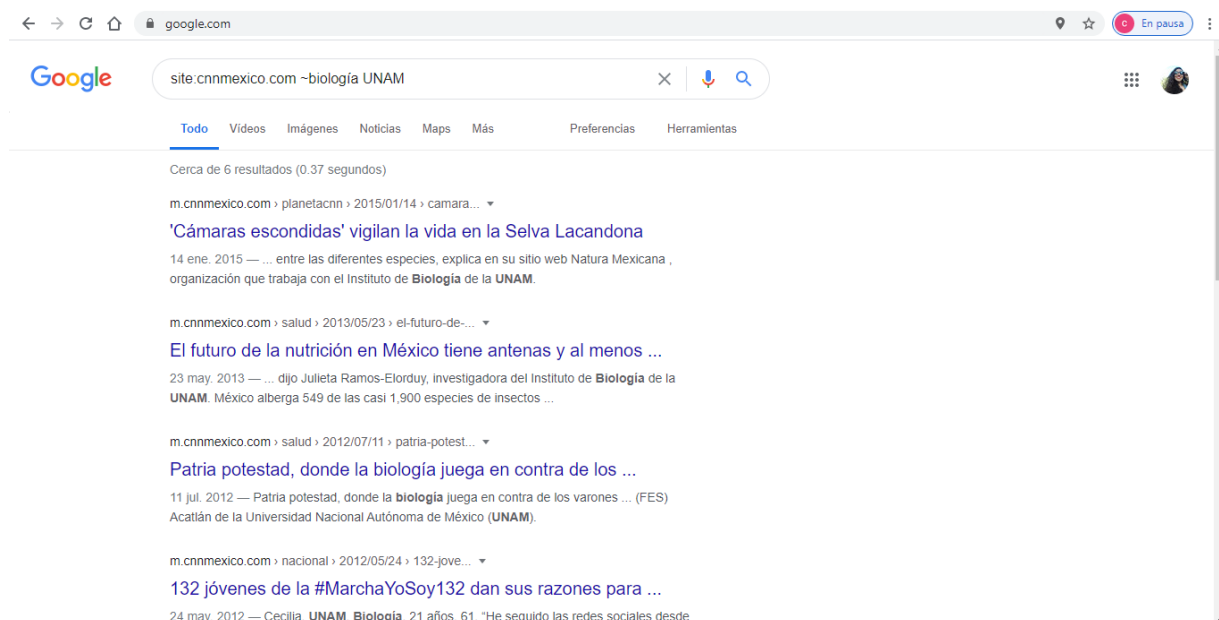 google.com
C En pausa
Google
site:cnnmexico.com ~biología UNAM
Todo Vídeos Imágenes Noticias Maps Más Preferencias Herramientas
Cerca de 6 resultados (0.37 segundos)
m.cnnmexico.com › planetacnn › 2015/01/14 › camara...
'Cámaras escondidas' vigilan la vida en la Selva Lacandona
14 ene. 2015 — ... entre las diferentes especies, explica en su sitio web Natura Mexicana ,
organización que trabaja con el Instituto de Biología de la UNAM.
m.cnnmexico.com › salud › 2013/05/23 › el-futuro-de-...
El futuro de la nutrición en México tiene antenas y al menos ...
23 may. 2013 — ... dijo Julieta Ramos-Elorduy, investigadora del Instituto de Biología de la
UNAM. México alberga 549 de las casi 1,900 especies de insectos ...
m.cnnmexico.com › salud › 2012/07/11 › patria-potest...
Patria potestad, donde la biología juega en contra de los ...
11 jul. 2012 — Patria potestad, donde la biología juega en contra de los varones ... (FES)
Acatlán de la Universidad Nacional Autónoma de México (UNAM).
m.cnnmexico.com › nacional › 2012/05/24 › 132-jove...
132 jóvenes de la #MarchaYoSoy132 dan sus razones para ...
24 may. 2012 — Cecilia, UNAM, Biología, 21 años. 61. “He seguido las redes sociales desde